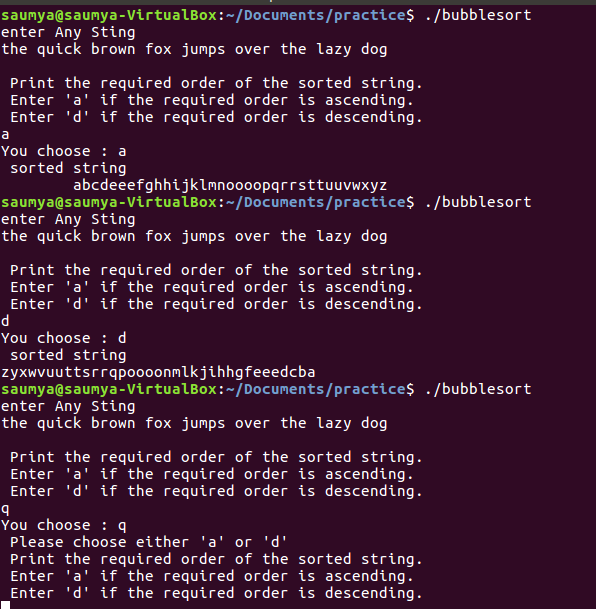 saumya@saumya-VirtualBox:~/Documents/practice$ ./bubblesort
enter Any Sting
the quick brown fox jumps over the lazy dog

 Print the required order of the sorted string.
 Enter 'a' if the required order is ascending.
 Enter 'd' if the required order is descending.
a
You choose : a
 sorted string
        abcdeeefghhijklmnoooopqrrsttuuvwxyz
saumya@saumya-VirtualBox:~/Documents/practice$ ./bubblesort
enter Any Sting
the quick brown fox jumps over the lazy dog

 Print the required order of the sorted string.
 Enter 'a' if the required order is ascending.
 Enter 'd' if the required order is descending.
d
You choose : d
 sorted string
zyxwvuuttsrrqpoooonmlkjihhgfeeedcba
saumya@saumya-VirtualBox:~/Documents/practice$ ./bubblesort
enter Any Sting
the quick brown fox jumps over the lazy dog

 Print the required order of the sorted string.
 Enter 'a' if the required order is ascending.
 Enter 'd' if the required order is descending.
q
You choose : q
 Please choose either 'a' or 'd'
 Print the required order of the sorted string.
 Enter 'a' if the required order is ascending.
 Enter 'd' if the required order is descending.